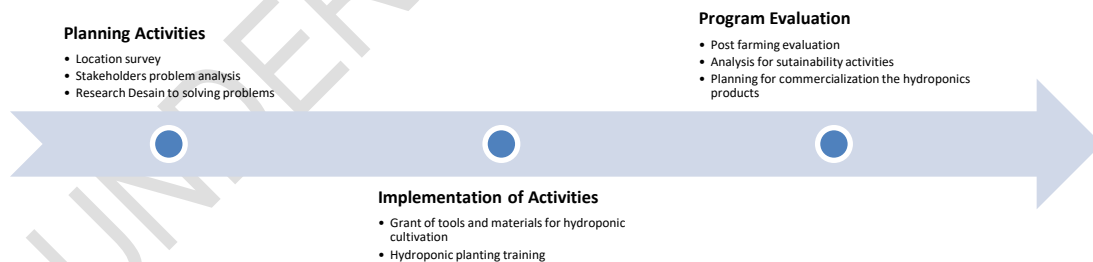 Planning Activities
• Location survey
• Stakeholders problem analysis
• Research Desain to solving problems
Program Evaluation
• Post farming evaluation
• Analysis for sutainability activities
• Planning for commercialization the hydroponics
products
Implementation of Activities
• Grant of tools and materials for hydroponic
cultivation
• Hydroponic planting training
UNDER